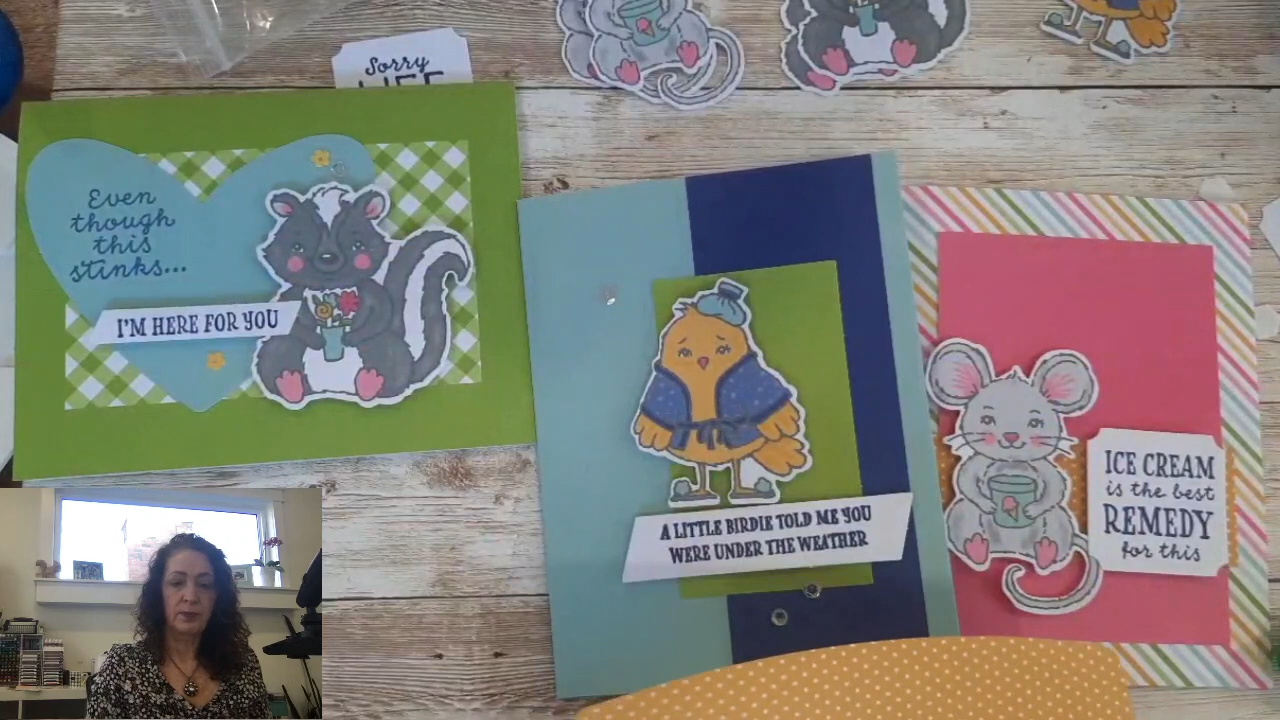 Sorry
LIFE
Even
though
this
stinks...
I'M HERE FOR YOU
A LITTLE BIRDIE TOLD ME YOU
WERE UNDER THE WEATHER
ICE CREAM
is the best
REMEDY
for this